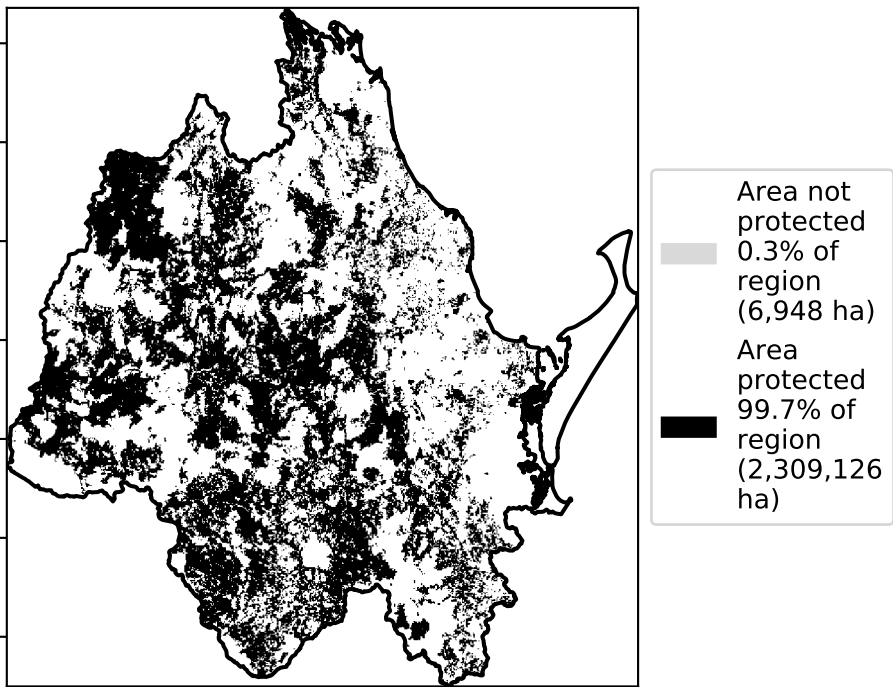 Area not
protected
0.3% of
region
(6,948 ha)
Area
protected
99.7% of
region
(2,309,126
ha)